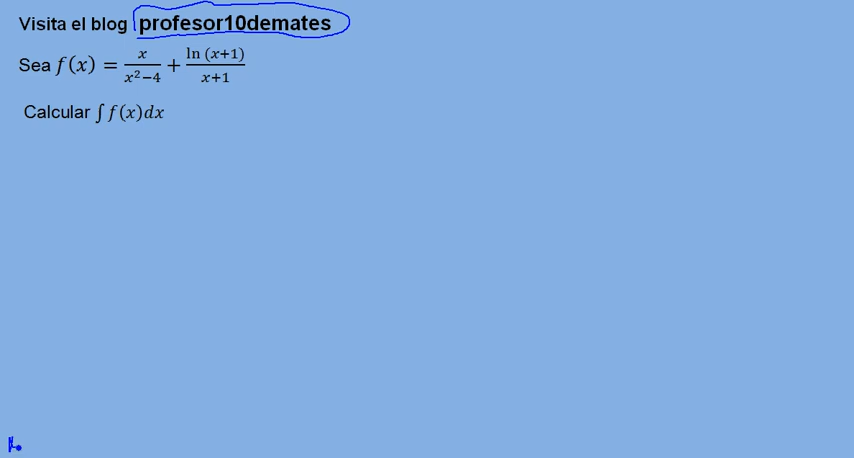 Visita el blog profesor10demates
Sea f(x) = x/(x²−4) + ln (x+1)/(x+1)
Calcular ∫ f(x)dx